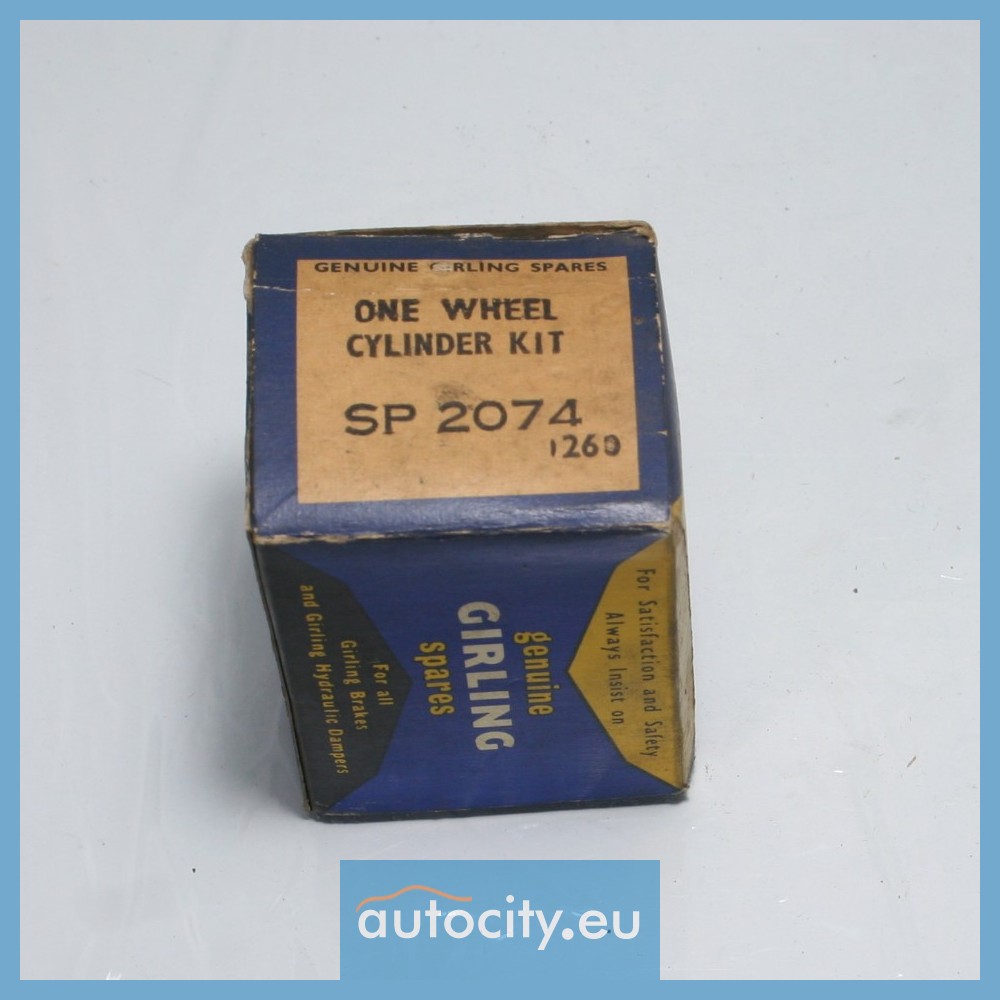 GENUINE GIRLING SPARES
ONE WHEEL
CYLINDER KIT
SP 2074
1260
For Satisfaction and Safety
Always Insist on
genuine
GIRLING
spares
For all
Girling Brakes
and Girling Hydraulic Dampers
autocity.eu